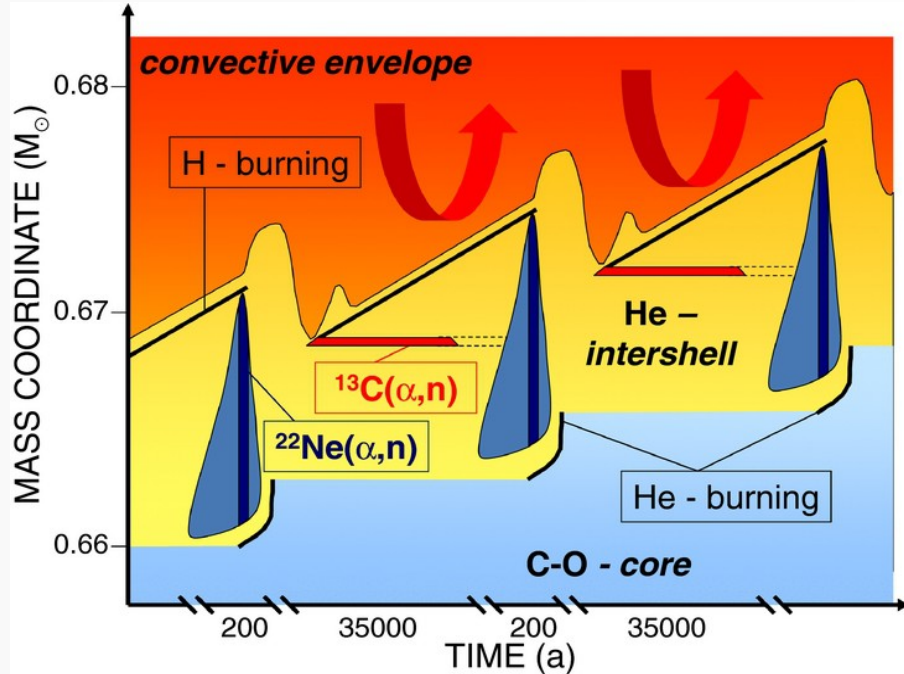 convective envelope
MASS COORDINATE (M☉)
0.68
0.67
0.66
H - burning
¹³C(α,n)
²²Ne(α,n)
He –
intershell
He - burning
C-O - core
200 35000 200 35000
TIME (a)